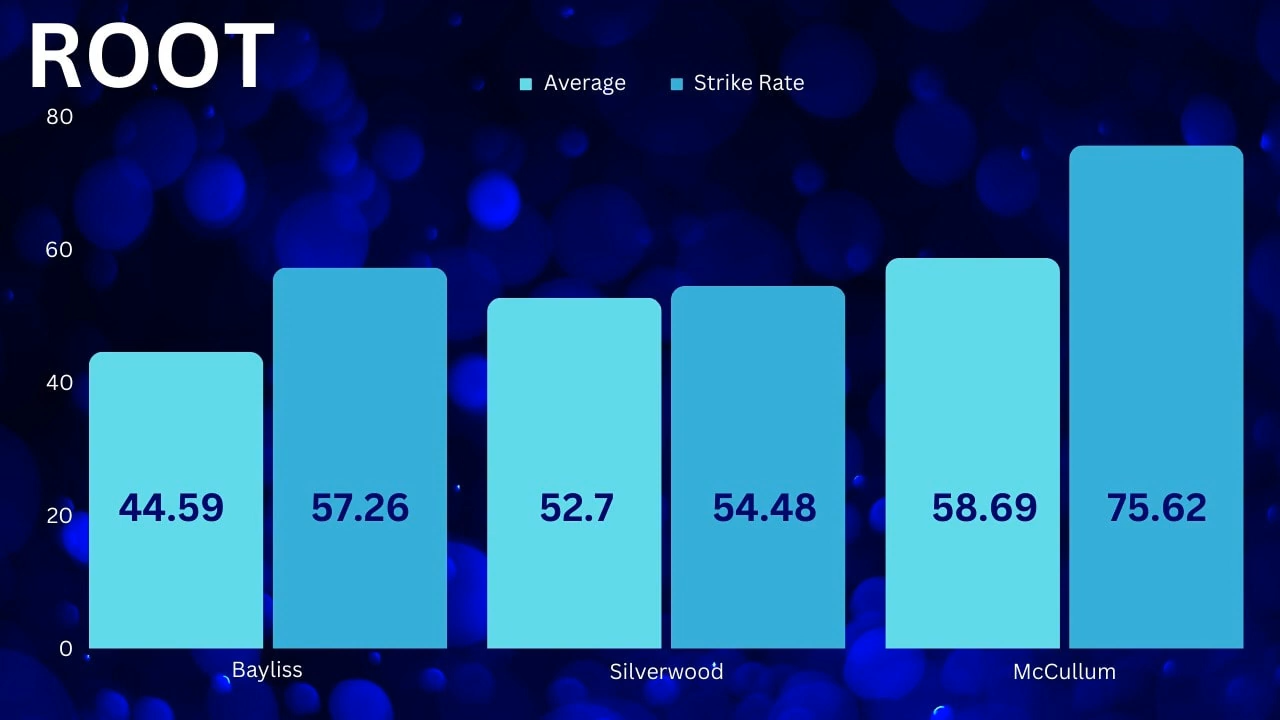 ROOT
Average Strike Rate
80
60
40
20
0
44.59 57.26 52.7 54.48 58.69 75.62
Bayliss Silverwood McCullum